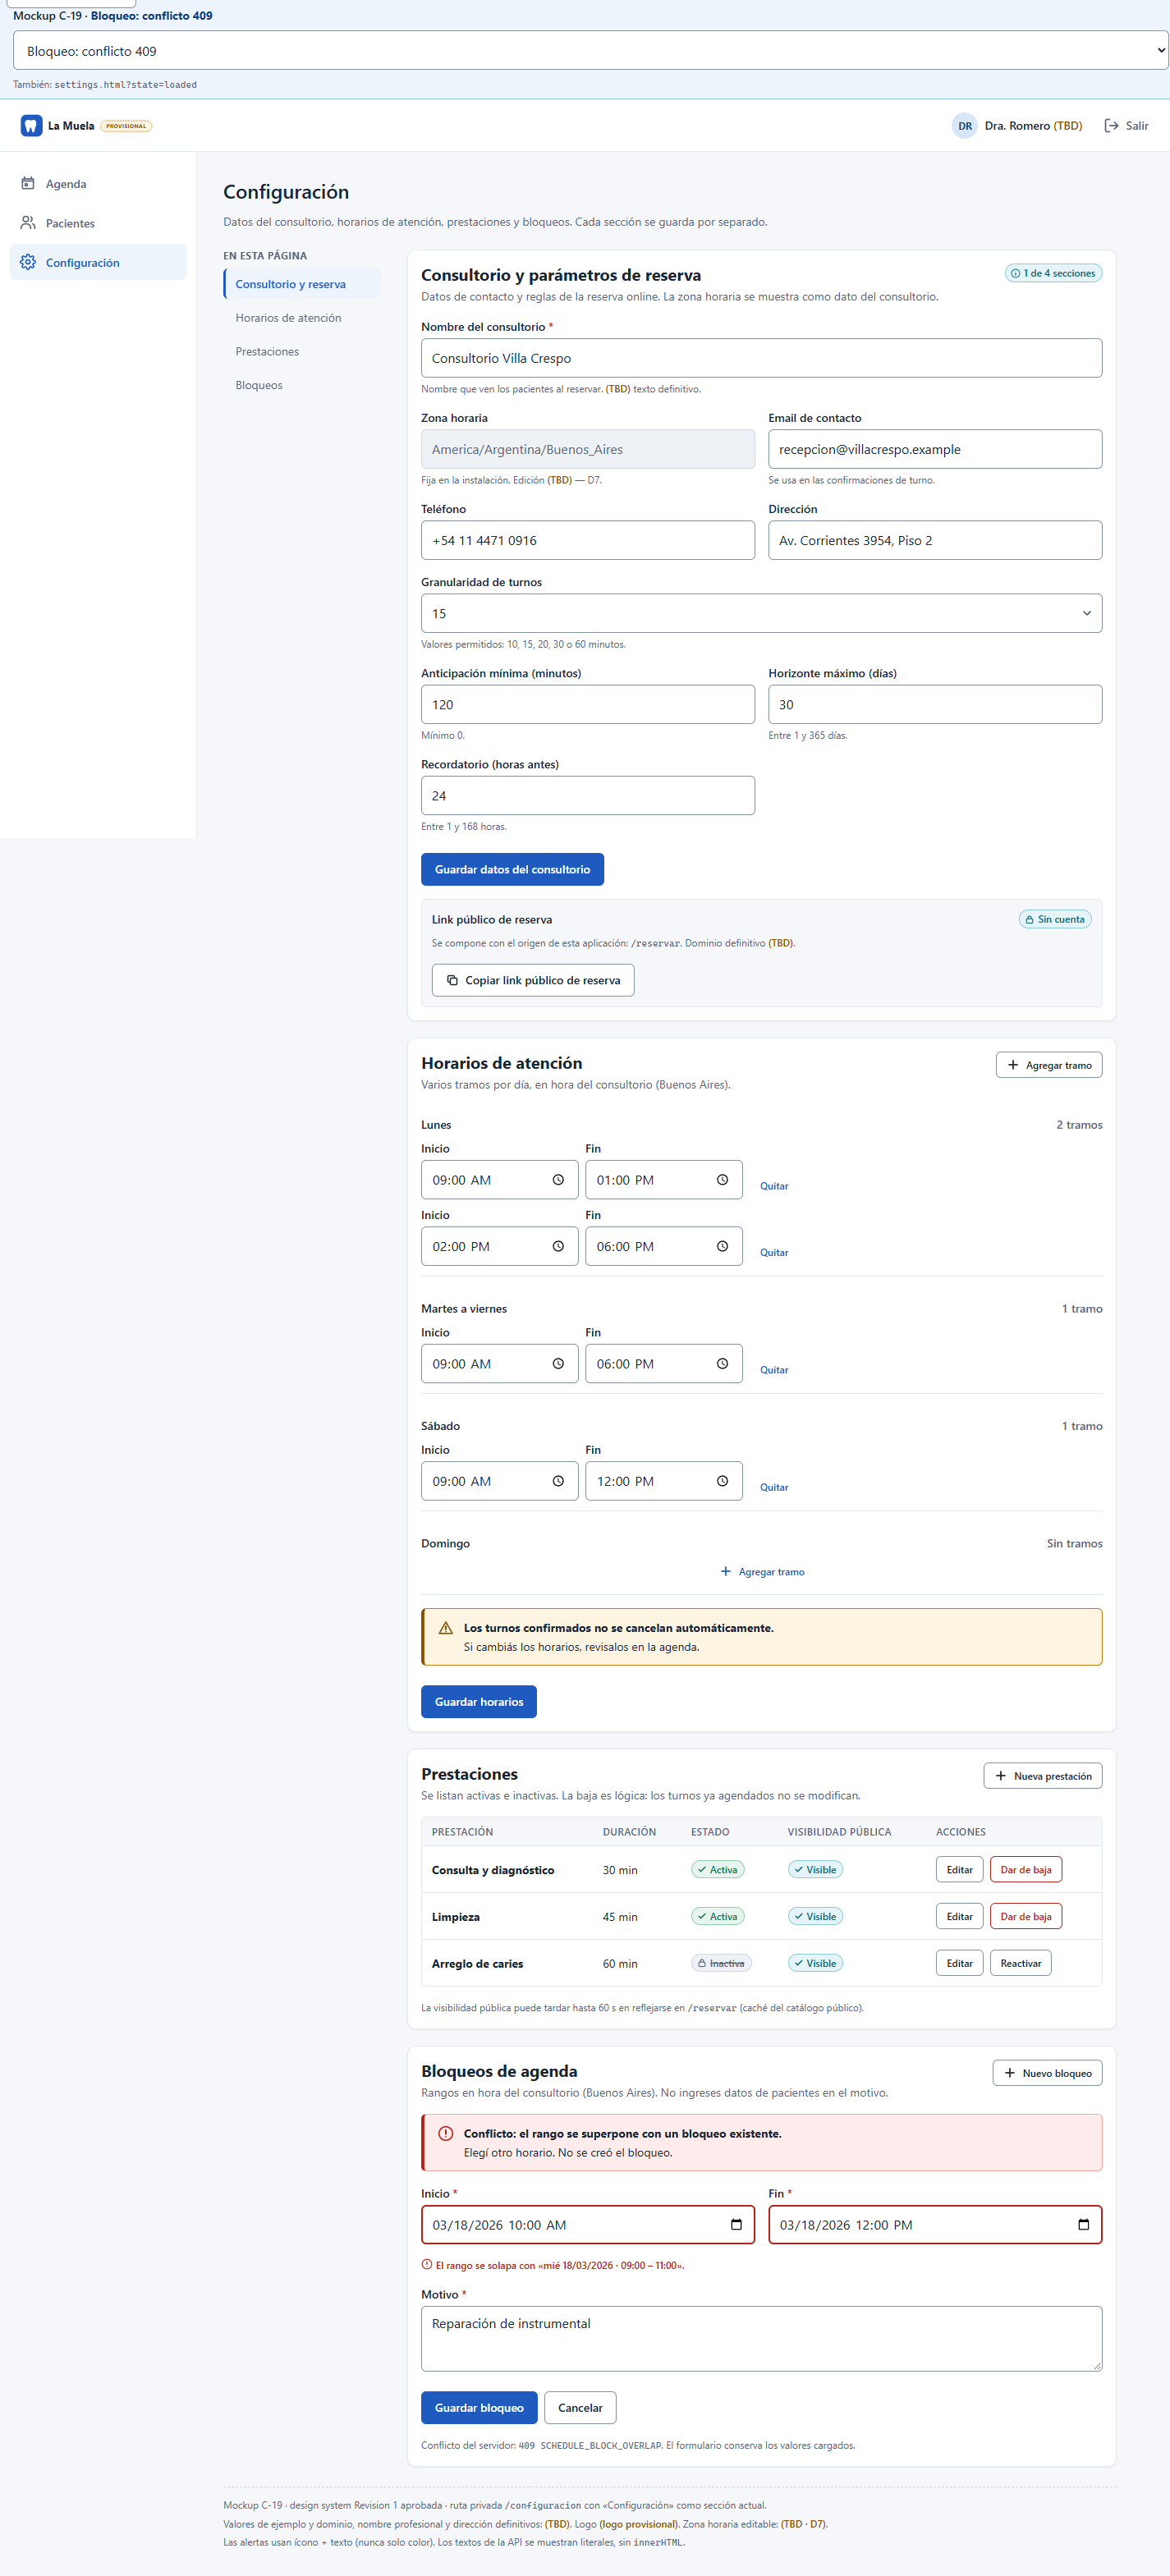 Mockup C-19 · Bloqueo: conflicto 409
Bloqueo: conflicto 409
También: settings.html?state=loaded
La Muela PROVISIONAL
DR Dra. Romero (TBD) Salir
Agenda
Pacientes
Configuración
Configuración
Datos del consultorio, horarios de atención, prestaciones y bloqueos. Cada sección se guarda por separado.
EN ESTA PÁGINA
Consultorio y reserva
Horarios de atención
Prestaciones
Bloqueos
Consultorio y parámetros de reserva
1 de 4 secciones
Datos de contacto y reglas de la reserva online. La zona horaria se muestra como dato del consultorio.
Nombre del consultorio *
Consultorio Villa Crespo
Nombre que ven los pacientes al reservar. (TBD) texto definitivo.
Zona horaria
America/Argentina/Buenos_Aires
Fija en la instalación. Edición (TBD) — D7.
Email de contacto
recepcion@villacrespo.example
Se usa en las confirmaciones de turno.
Teléfono
+54 11 4471 0916
Dirección
Av. Corrientes 3954, Piso 2
Granularidad de turnos
15
Valores permitidos: 10, 15, 20, 30 o 60 minutos.
Anticipación mínima (minutos)
120
Mínimo 0.
Horizonte máximo (días)
30
Entre 1 y 365 días.
Recordatorio (horas antes)
24
Entre 1 y 168 horas.
Guardar datos del consultorio
Link público de reserva
Sin cuenta
Se compone con el origen de esta aplicación: /reservar. Dominio definitivo (TBD).
Copiar link público de reserva
Horarios de atención
Agregar tramo
Varios tramos por día, en hora del consultorio (Buenos Aires).
Lunes 2 tramos
Inicio Fin
09:00 AM 01:00 PM Quitar
Inicio Fin
02:00 PM 06:00 PM Quitar
Martes a viernes 1 tramo
Inicio Fin
09:00 AM 06:00 PM Quitar
Sábado 1 tramo
Inicio Fin
09:00 AM 12:00 PM Quitar
Domingo Sin tramos
Agregar tramo
Los turnos confirmados no se cancelan automáticamente.
Si cambiás los horarios, revisalos en la agenda.
Guardar horarios
Prestaciones
Nueva prestación
Se listan activas e inactivas. La baja es lógica: los turnos ya agendados no se modifican.
PRESTACIÓN DURACIÓN ESTADO VISIBILIDAD PÚBLICA ACCIONES
Consulta y diagnóstico 30 min Activa Visible Editar Dar de baja
Limpieza 45 min Activa Visible Editar Dar de baja
Arreglo de caries 60 min Inactiva Visible Editar Reactivar
La visibilidad pública puede tardar hasta 60 s en reflejarse en /reservar (caché del catálogo público).
Bloqueos de agenda
Nuevo bloqueo
Rangos en hora del consultorio (Buenos Aires). No ingreses datos de pacientes en el motivo.
Conflicto: el rango se superpone con un bloqueo existente.
Elegí otro horario. No se creó el bloqueo.
Inicio * Fin *
03/18/2026 10:00 AM 03/18/2026 12:00 PM
El rango se solapa con «mié 18/03/2026 · 09:00 – 11:00».
Motivo *
Reparación de instrumental
Guardar bloqueo Cancelar
Conflicto del servidor: 409 SCHEDULE_BLOCK_OVERLAP. El formulario conserva los valores cargados.
Mockup C-19 · design system Revision 1 aprobada · ruta privada /configuracion con «Configuración» como sección actual.
Valores de ejemplo y dominio, nombre profesional y dirección definitivos: (TBD). Logo (logo provisional). Zona horaria editable: (TBD · D7).
Las alertas usan ícono + texto (nunca solo color). Los textos de la API se muestran literales, sin innerHTML.